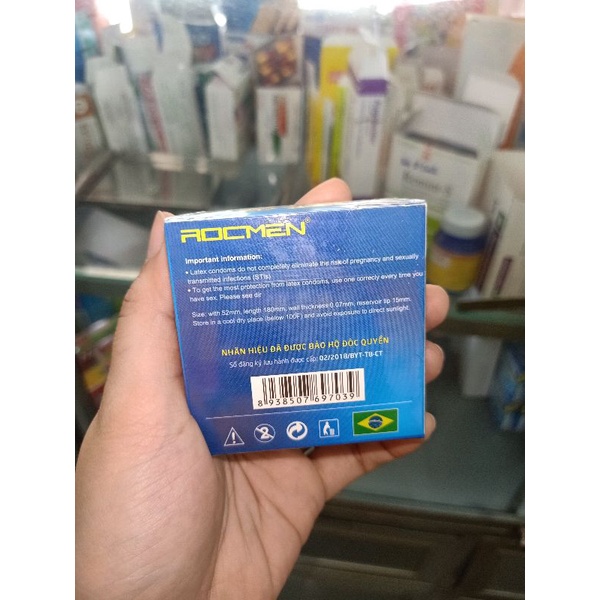 ROCMEN®
Important information:
• Latex condoms do not completely eliminate the risk of pregnancy and sexually
transmitted infections (STIs)
• To get the most protection from latex condoms, use one correctly every time you
have sex. Please see dir
Size: with 52mm, length 180mm, wall thickness 0.07mm, reservoir tip 15mm.
Store in a cool dry place (below 100F) and avoid exposure to direct sunlight.
NHÃN HIỆU ĐÃ ĐƯỢC BẢO HỘ ĐỘC QUYỀN
Số đăng ký lưu hành được cấp: 02/2018/BYT-TB-CT
8 938507 697039